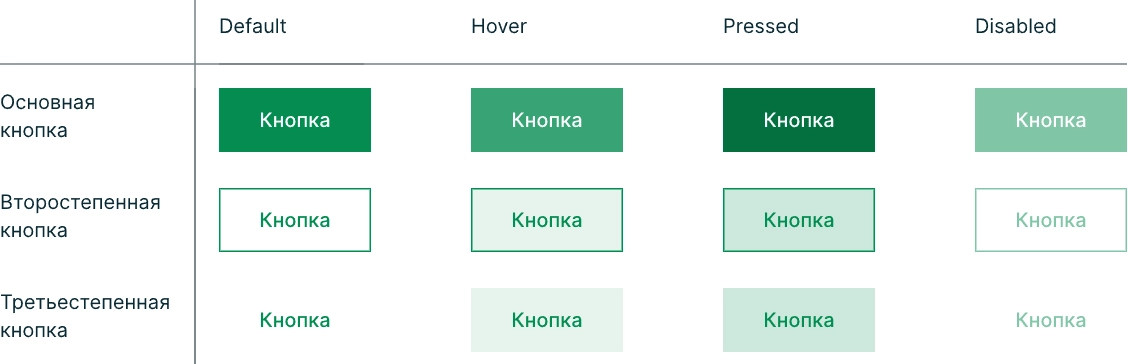 Default Hover Pressed Disabled
Основная
кнопка
Кнопка Кнопка Кнопка Кнопка
Второстепенная
кнопка
Кнопка Кнопка Кнопка Кнопка
Третьестепенная
кнопка
Кнопка Кнопка Кнопка Кнопка